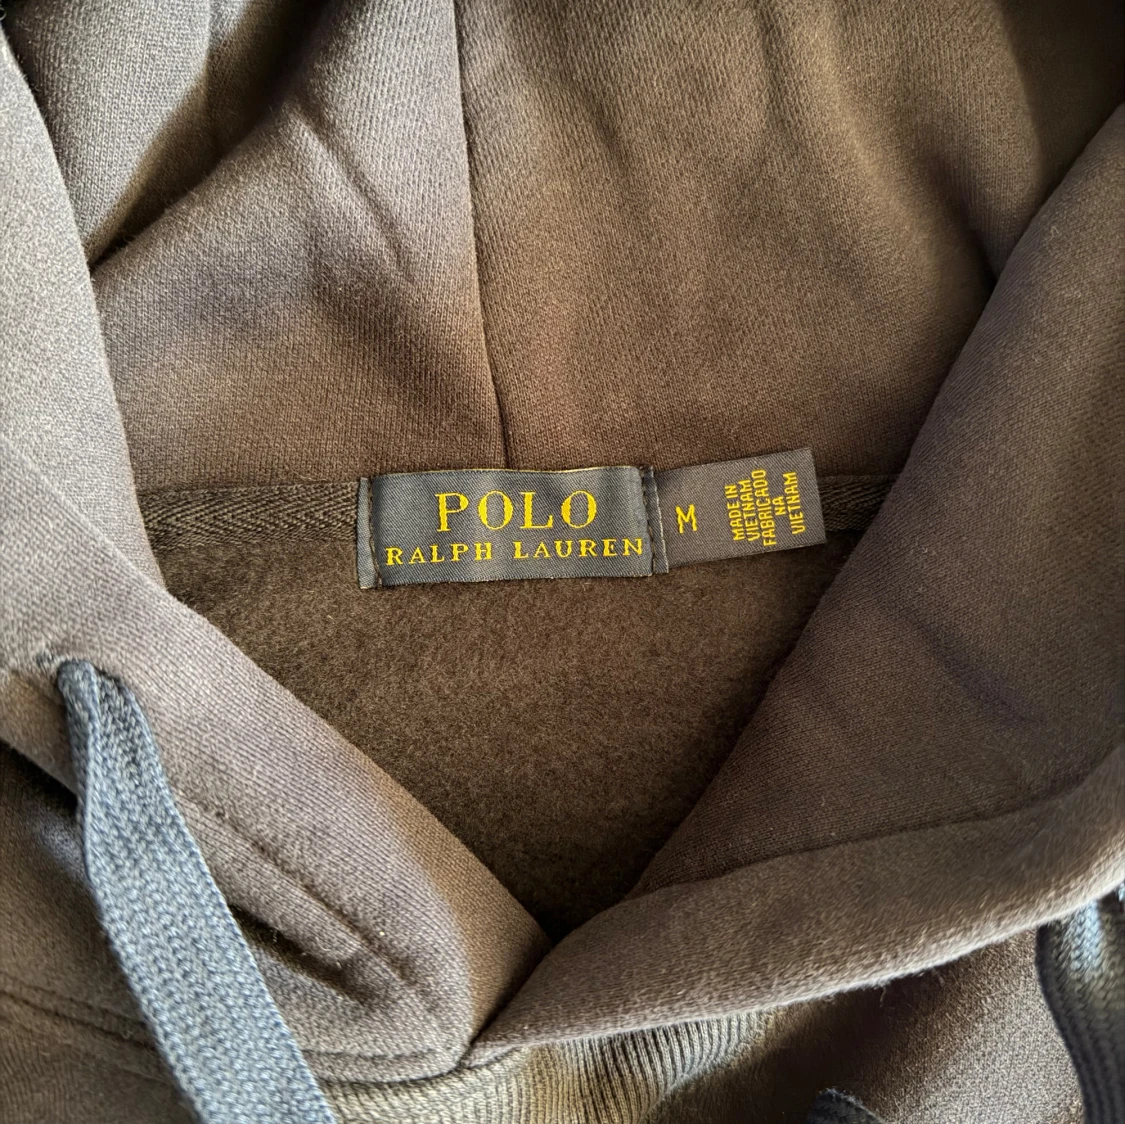 POLO
RALPH LAUREN
M
MADE IN
VIETNAM
FABRICADO
NA
VIETNAM